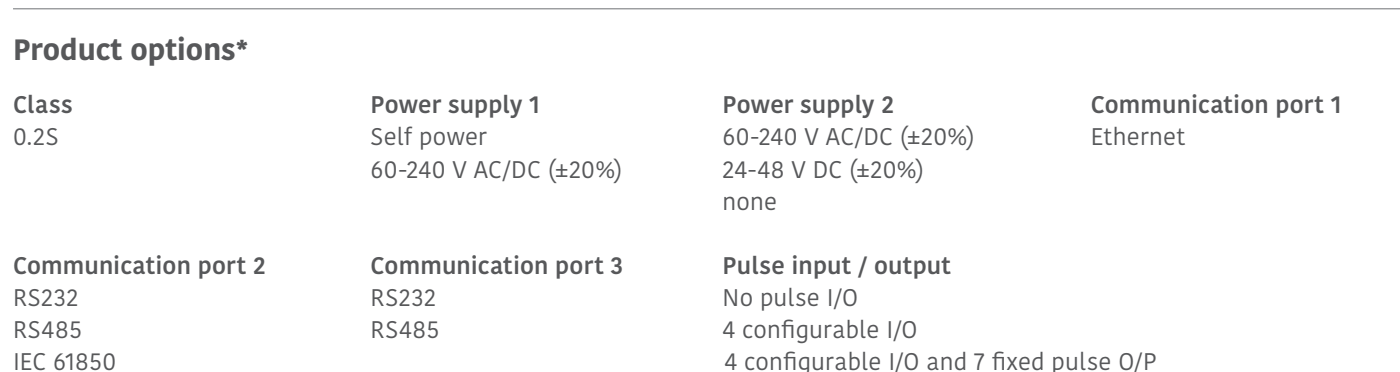 Product options*
Class
0.2S
Power supply 1
Self power
60-240 V AC/DC (±20%)
Power supply 2
60-240 V AC/DC (±20%)
24-48 V DC (±20%)
none
Communication port 1
Ethernet
Communication port 2
RS232
RS485
IEC 61850
Communication port 3
RS232
RS485
Pulse input / output
No pulse I/O
4 configurable I/O
4 configurable I/O and 7 fixed pulse O/P